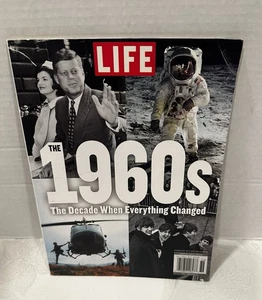 LIFE
THE
1960s
The Decade When Everything Changed